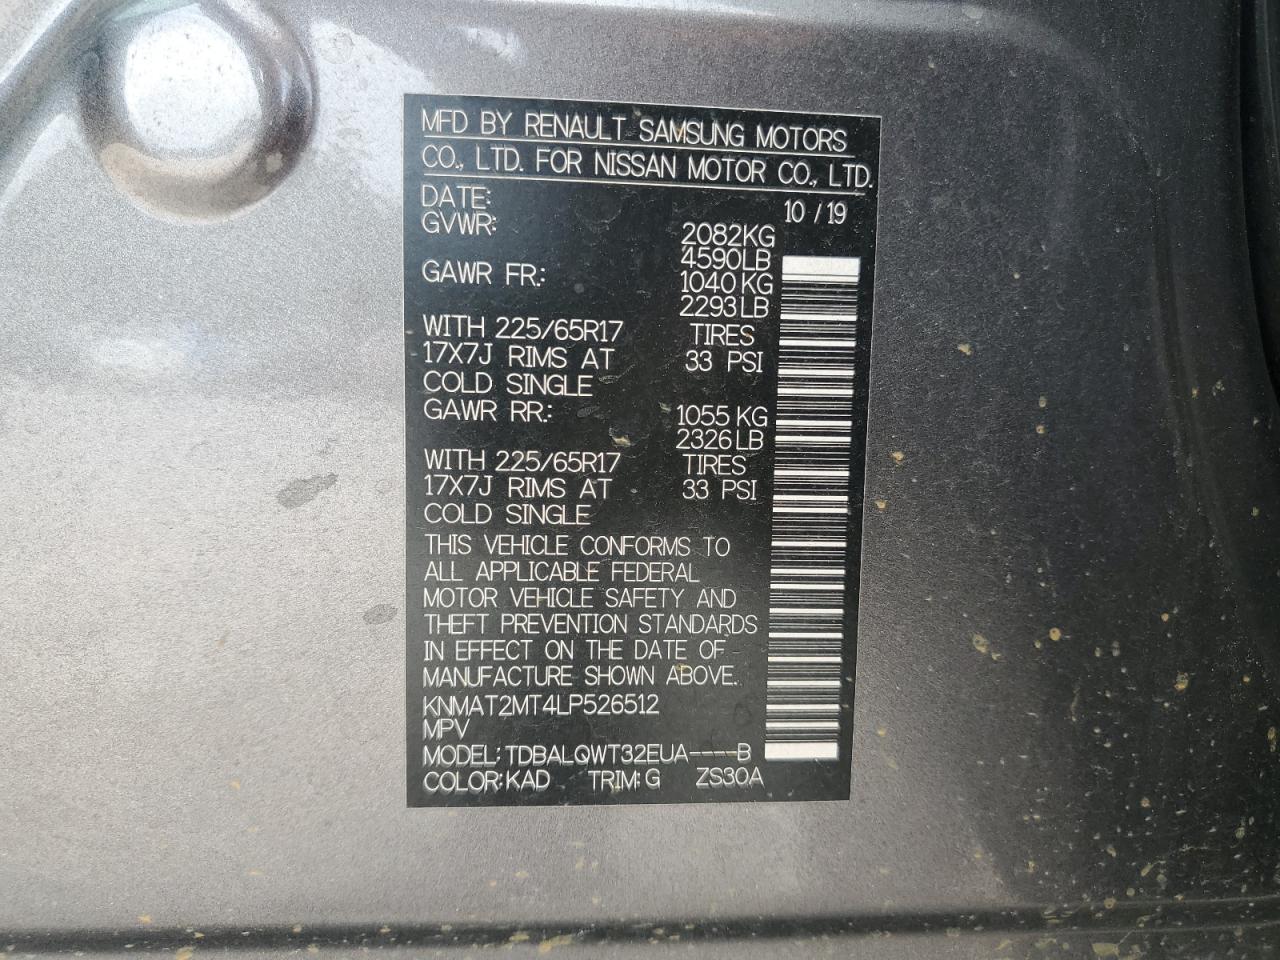 MFD BY RENAULT SAMSUNG MOTORS
CO., LTD. FOR NISSAN MOTOR CO., LTD.
DATE: 10 / 19
GVWR: 2082KG
4590LB
GAWR FR.: 1040 KG
2293LB
WITH 225/65R17 TIRES
17X7J RIMS AT 33 PSI
COLD SINGLE
GAWR RR.: 1055 KG
2326LB
WITH 225/65R17 TIRES
17X7J RIMS AT 33 PSI
COLD SINGLE
THIS VEHICLE CONFORMS TO
ALL APPLICABLE FEDERAL
MOTOR VEHICLE SAFETY AND
THEFT PREVENTION STANDARDS
IN EFFECT ON THE DATE OF
MANUFACTURE SHOWN ABOVE.
KNMAT2MT4LP526512
MPV
MODEL: TDBALQWT32EUA----B
COLOR: KAD TRIM: G ZS30A